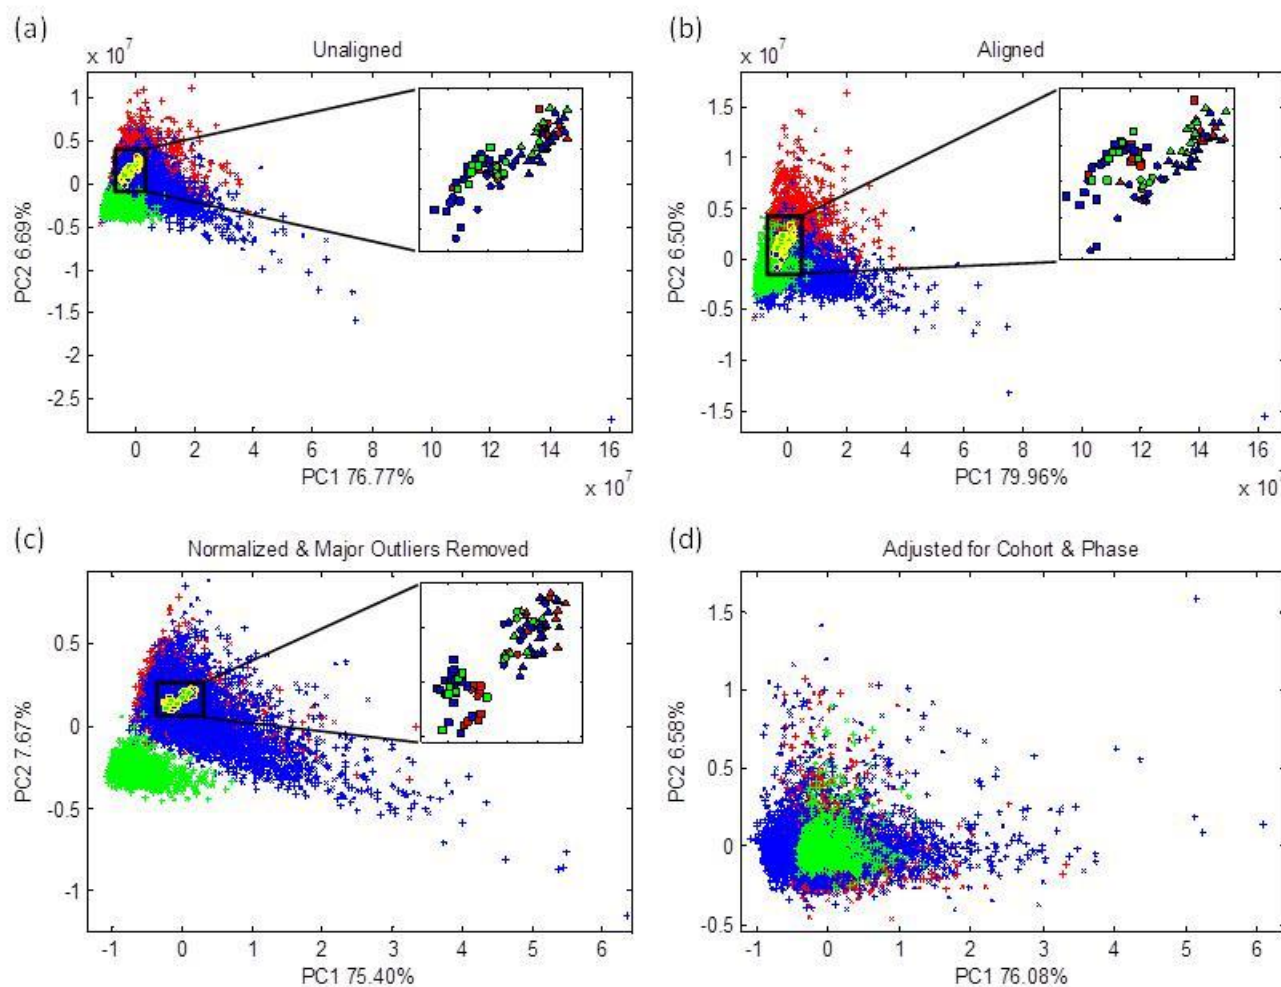 (a)
x 10⁷
Unaligned
1
0.5
0
-0.5
-1
-1.5
-2
-2.5
PC2 6.69%
0 2 4 6 8 10 12 14 16
PC1 76.77%
x 10⁷
(b)
x 10⁷
Aligned
1.5
1
0.5
0
-0.5
-1
-1.5
PC2 6.50%
0 2 4 6 8 10 12 14 16
PC1 79.96%
x 10
(c)
Normalized & Major Outliers Removed
0.5
0
-0.5
-1
PC2 7.67%
-1 0 1 2 3 4 5 6
PC1 75.40%
(d)
Adjusted for Cohort & Phase
1.5
1
0.5
0
-0.5
PC2 6.58%
-1 0 1 2 3 4 5 6
PC1 76.08%